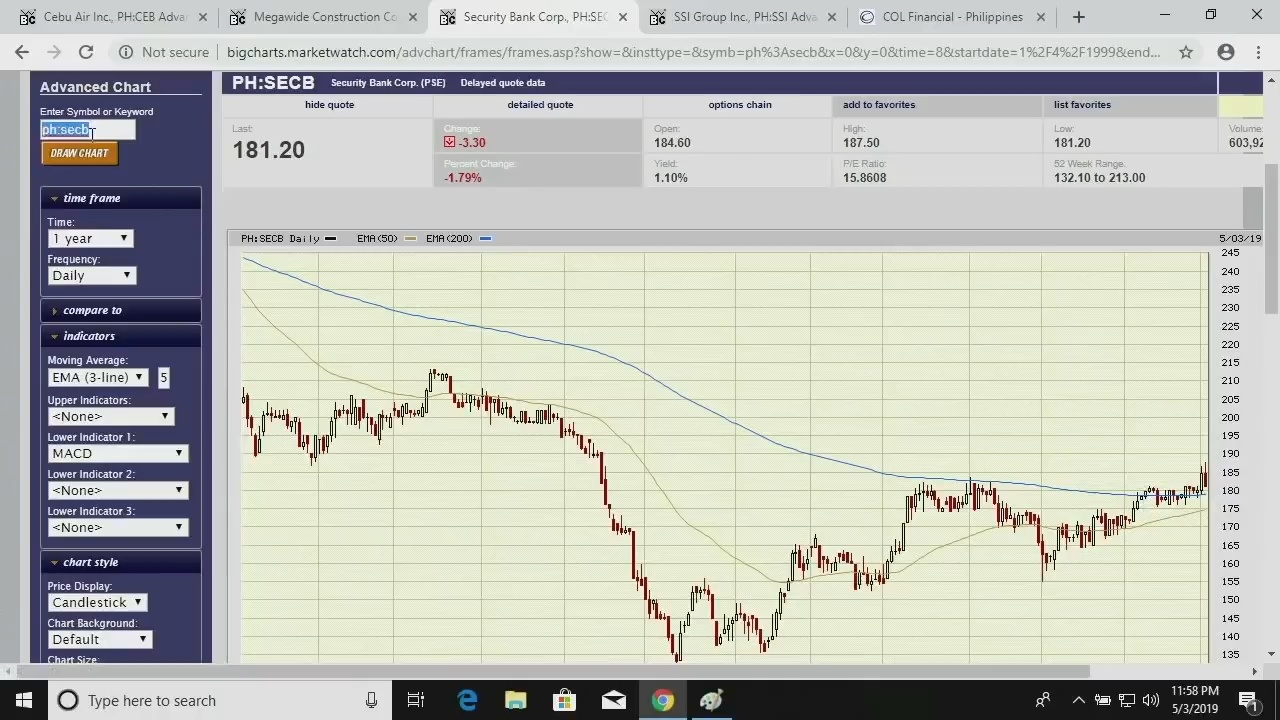 Cebu Air Inc., PH:CEB Adva
Megawide Construction Co
Security Bank Corp., PH:SEC
SSI Group Inc., PH:SSI Adva
COL Financial - Philippines
Not secure
bigcharts.marketwatch.com/advchart/frames/frames.asp?show=&insttype=&symb=ph%3Asecb&x=0&y=0&time=8&startdate=1%2F4%2F1999&end...
Advanced Chart
Enter Symbol or Keyword
ph:secb
DRAW CHART
time frame
Time:
1 year
Frequency:
Daily
compare to
indicators
Moving Average:
EMA (3-line) 5
Upper Indicators:
<None>
Lower Indicator 1:
MACD
Lower Indicator 2:
<None>
Lower Indicator 3:
<None>
chart style
Price Display:
Candlestick
Chart Background:
Default
Chart Size:
PH:SECB Security Bank Corp. (PSE) Delayed quote data
hide quote detailed quote options chain add to favorites list favorites
Last: Change: Open: High: Low: Volume:
181.20 -3.30 184.60 187.50 181.20 603,92
Percent Change: Yield: P/E Ratio: 52 Week Range:
-1.79% 1.10% 15.8608 132.10 to 213.00
PH:SECB Daily EMA(50) EMA(200) 5/03/19
245
240
235
230
225
220
215
210
205
200
195
190
185
180
175
170
165
160
155
150
145
140
135
Type here to search
11:58 PM
5/3/2019
1